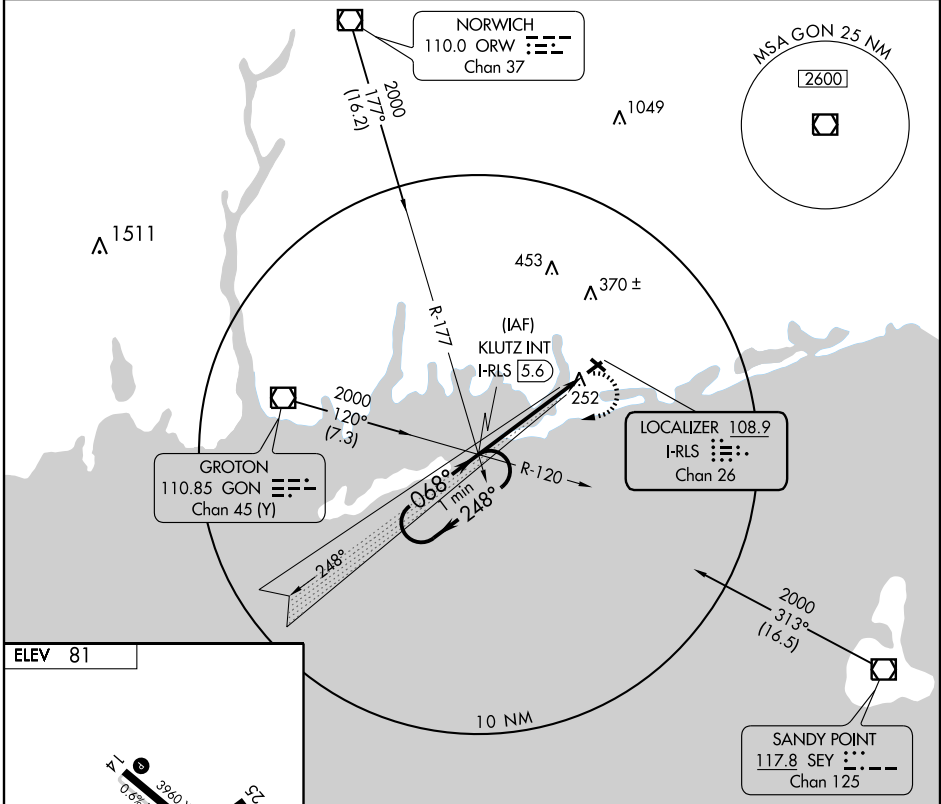 NORWICH
110.0 ORW
Chan 37
MSA GON 25 NM
2600
2000
177°
(16.2)
1049
1511
453
370 ±
R-177
(IAF)
KLUTZ INT
I-RLS 5.6
252
2000
120°
(7.3)
LOCALIZER 108.9
I-RLS
Chan 26
GROTON
110.85 GON
Chan 45 (Y)
R-120
068°
1 min
248°
248°
2000
313°
(16.5)
ELEV 81
10 NM
SANDY POINT
117.8 SEY
Chan 125
14
P
3960
0.6%
25